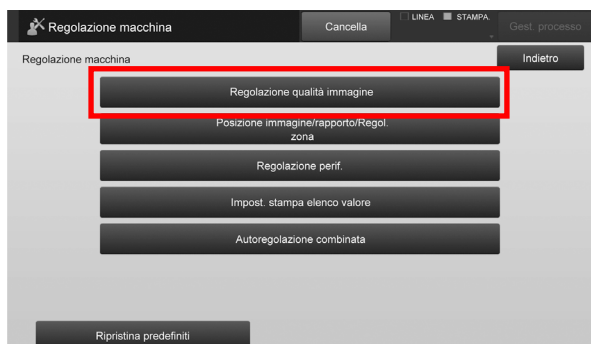 Regolazione macchina
Cancella
LINEA STAMPA.
Gest. processo
Regolazione macchina
Indietro
Regolazione qualità immagine
Posizione immagine/rapporto/Regol.
zona
Regolazione perif.
Impost. stampa elenco valore
Autoregolazione combinata
Ripristina predefiniti